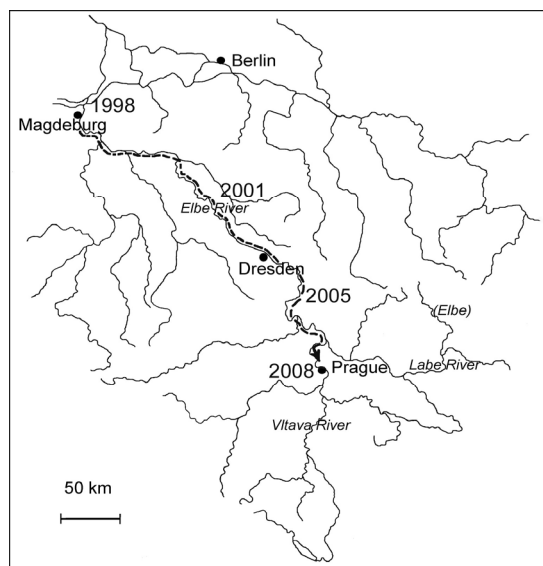 Berlin
1998
Magdeburg
2001
Elbe River
Dresden
2005
(Elbe)
Labe River
2008
Prague
Vltava River
50 km